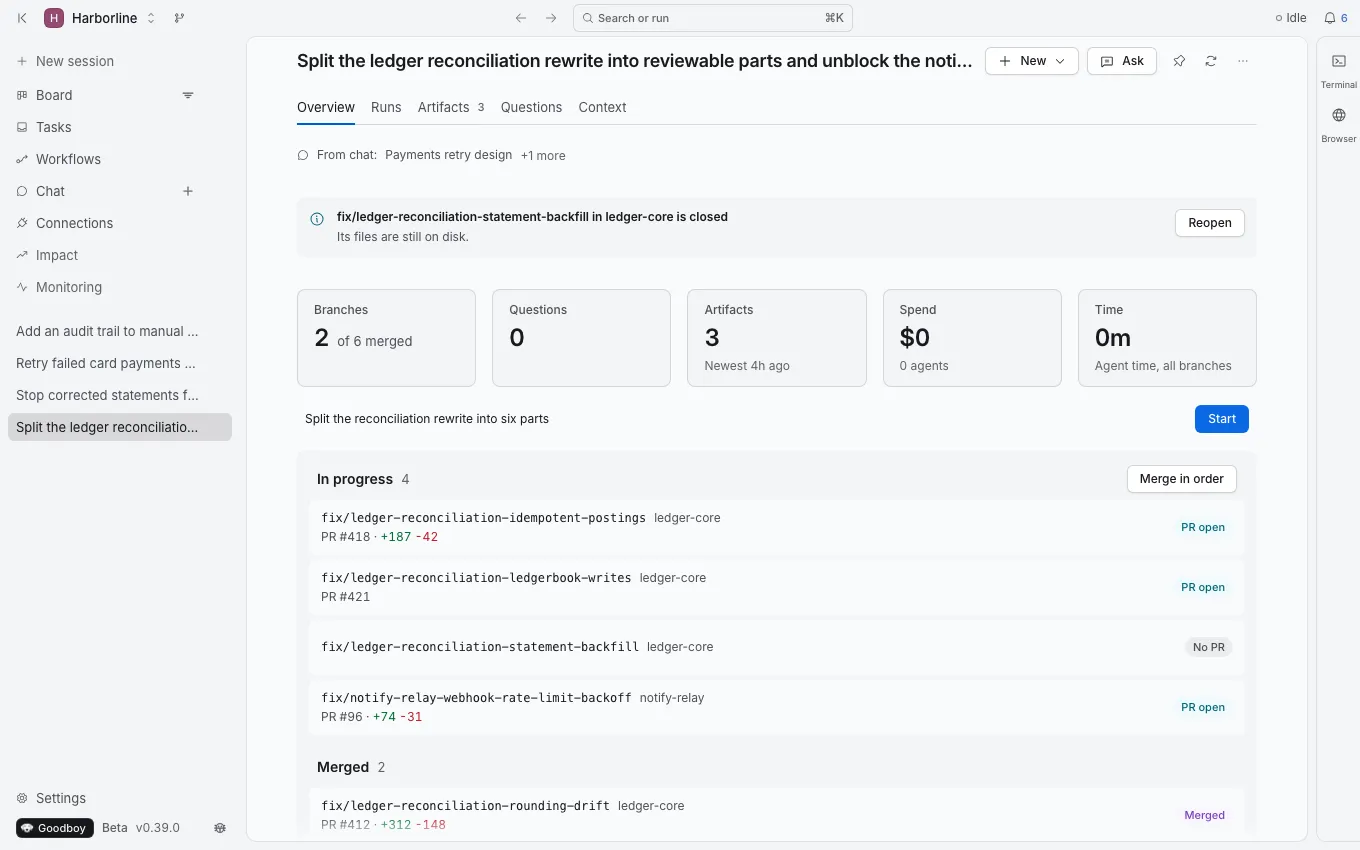 H Harborline
Search or run ⌘K
Idle 6
New session
Board
Tasks
Workflows
Chat
Connections
Impact
Monitoring
Add an audit trail to manual ...
Retry failed card payments ...
Stop corrected statements f...
Split the ledger reconciliatio...
Settings
Goodboy Beta v0.39.0
Split the ledger reconciliation rewrite into reviewable parts and unblock the noti...
New
Ask
Overview Runs Artifacts 3 Questions Context
From chat: Payments retry design +1 more
fix/ledger-reconciliation-statement-backfill in ledger-core is closed
Its files are still on disk.
Reopen
Branches
2 of 6 merged
Questions
0
Artifacts
3
Newest 4h ago
Spend
$0
0 agents
Time
0m
Agent time, all branches
Split the reconciliation rewrite into six parts
Start
In progress 4
Merge in order
fix/ledger-reconciliation-idempotent-postings ledger-core
PR #418 · +187 -42
PR open
fix/ledger-reconciliation-ledgerbook-writes ledger-core
PR #421
PR open
fix/ledger-reconciliation-statement-backfill ledger-core
No PR
fix/notify-relay-webhook-rate-limit-backoff notify-relay
PR #96 · +74 -31
PR open
Merged 2
fix/ledger-reconciliation-rounding-drift ledger-core
PR #412 · +312 -148
Merged
Terminal
Browser